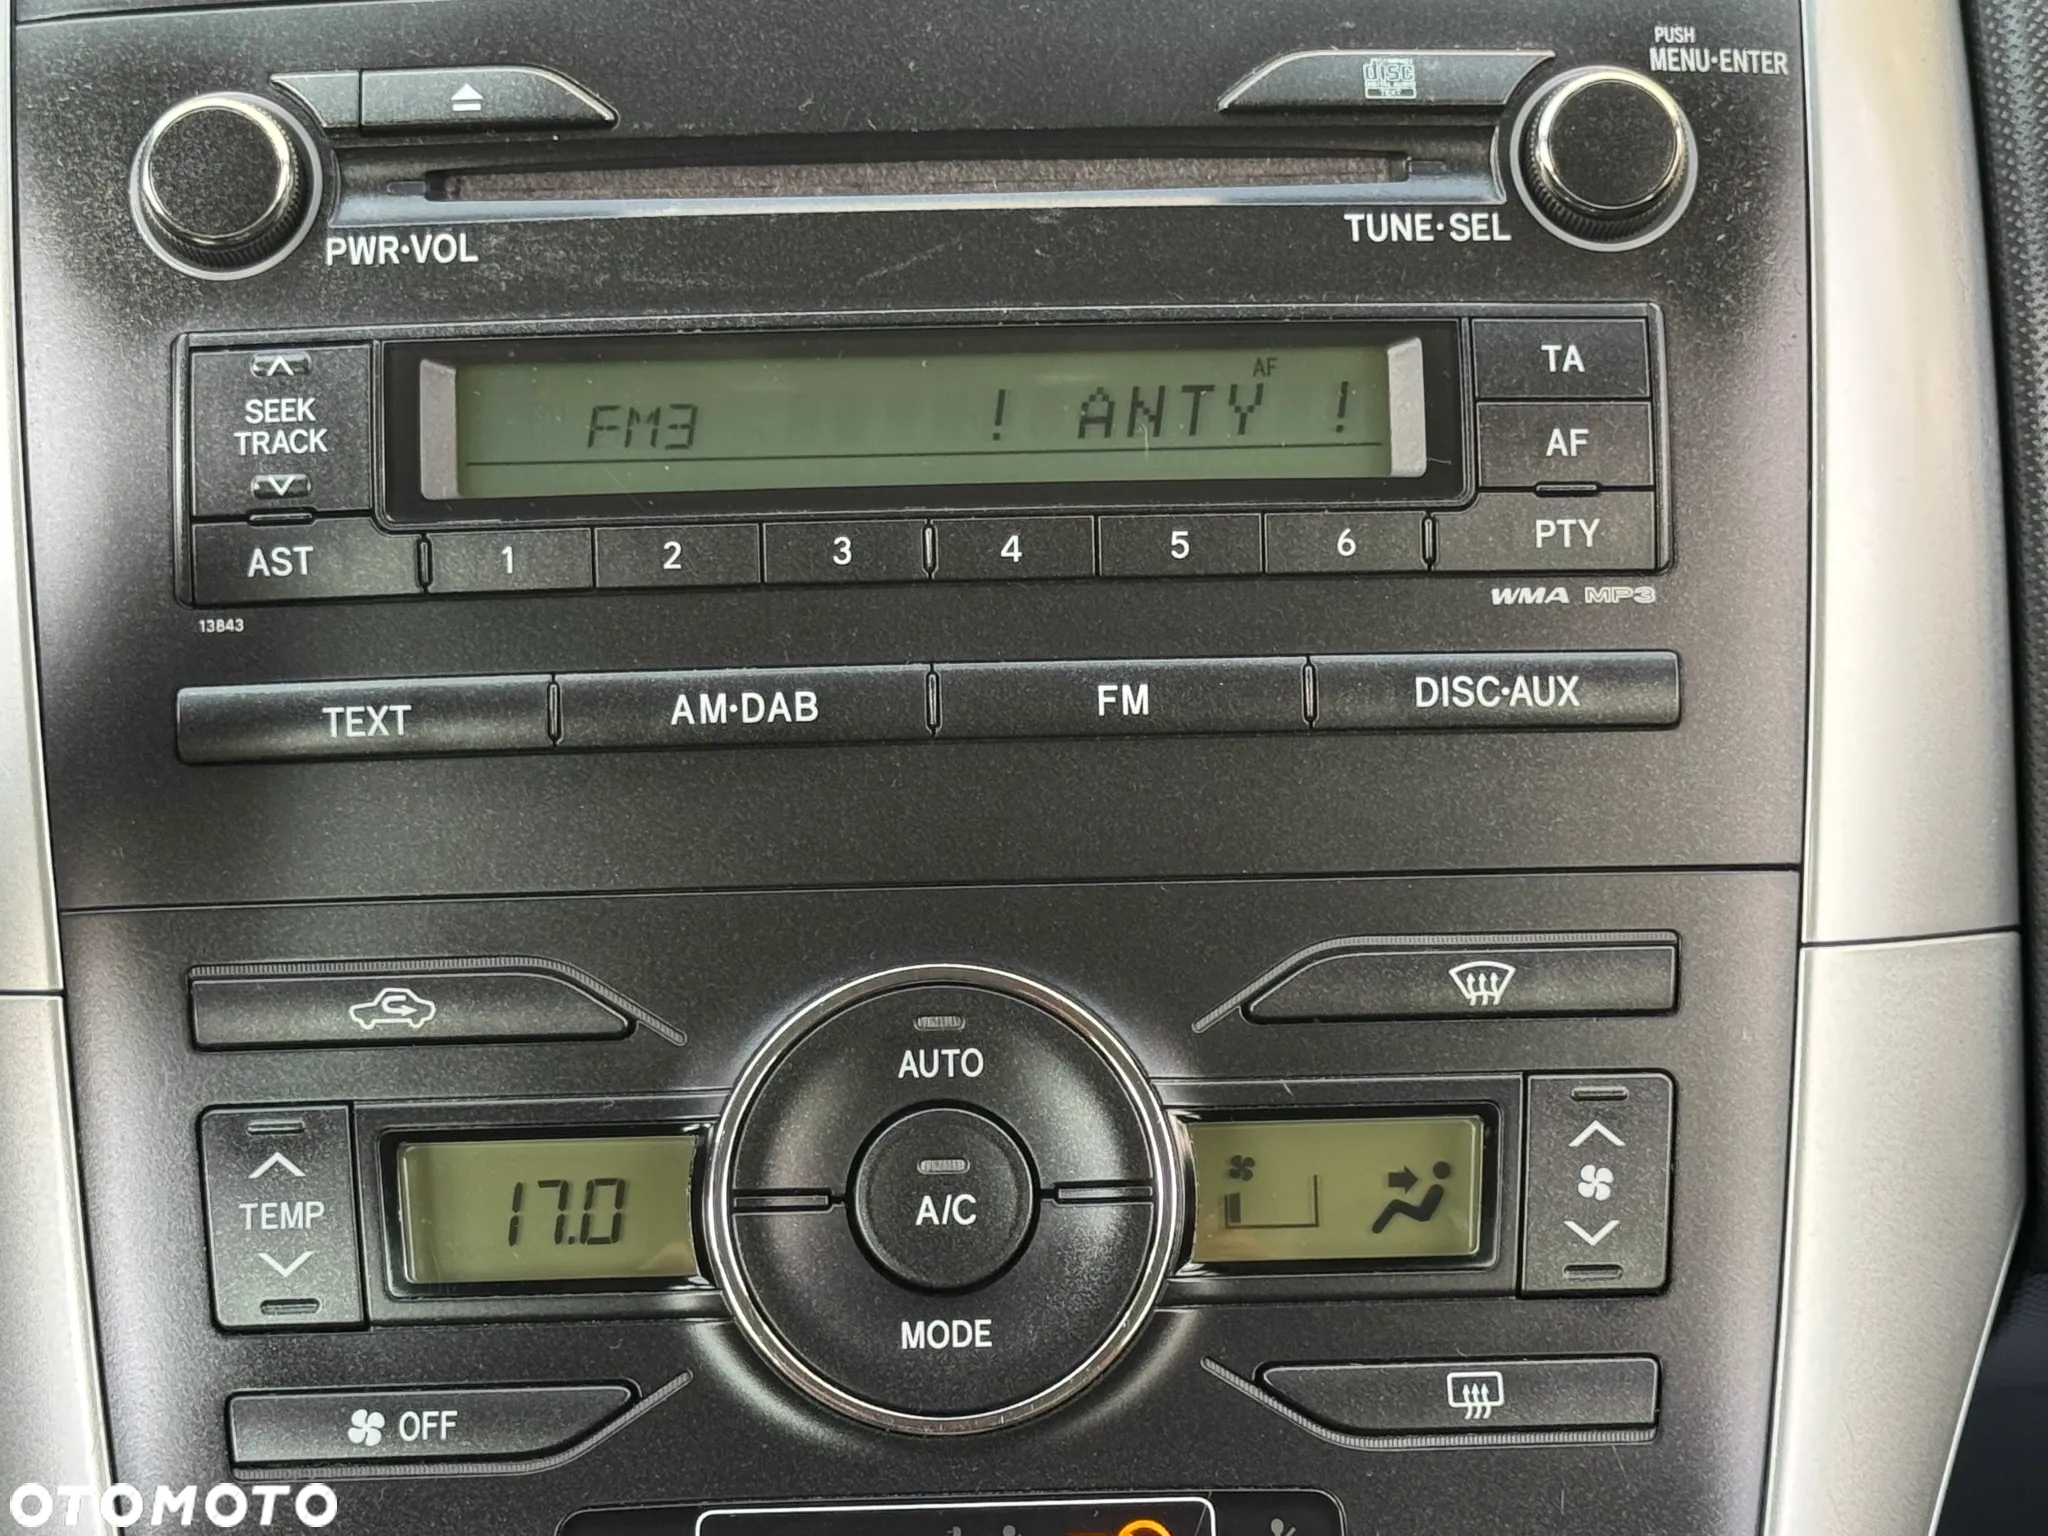 PUSH
MENU•ENTER
disc
TEXT
PWR•VOL
TUNE•SEL
SEEK
TRACK
AF
FM3 ! ANTY !
TA
AF
PTY
AST 1 2 3 4 5 6
WMA MP3
13843
TEXT AM•DAB FM DISC•AUX
AUTO
TEMP
17.0
A/C
MODE
OFF
OTOMOTO